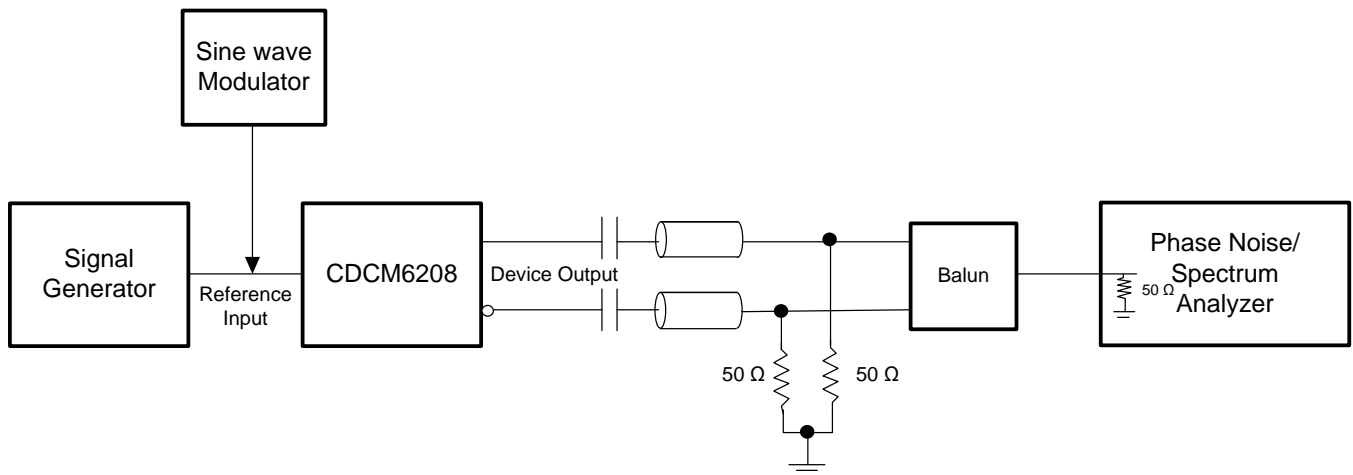 Sine wave
Modulator
Signal
Generator
Reference
Input
CDCM6208
Device Output
Balun
Phase Noise/
Spectrum
Analyzer
50 Ω
50 Ω
50 Ω